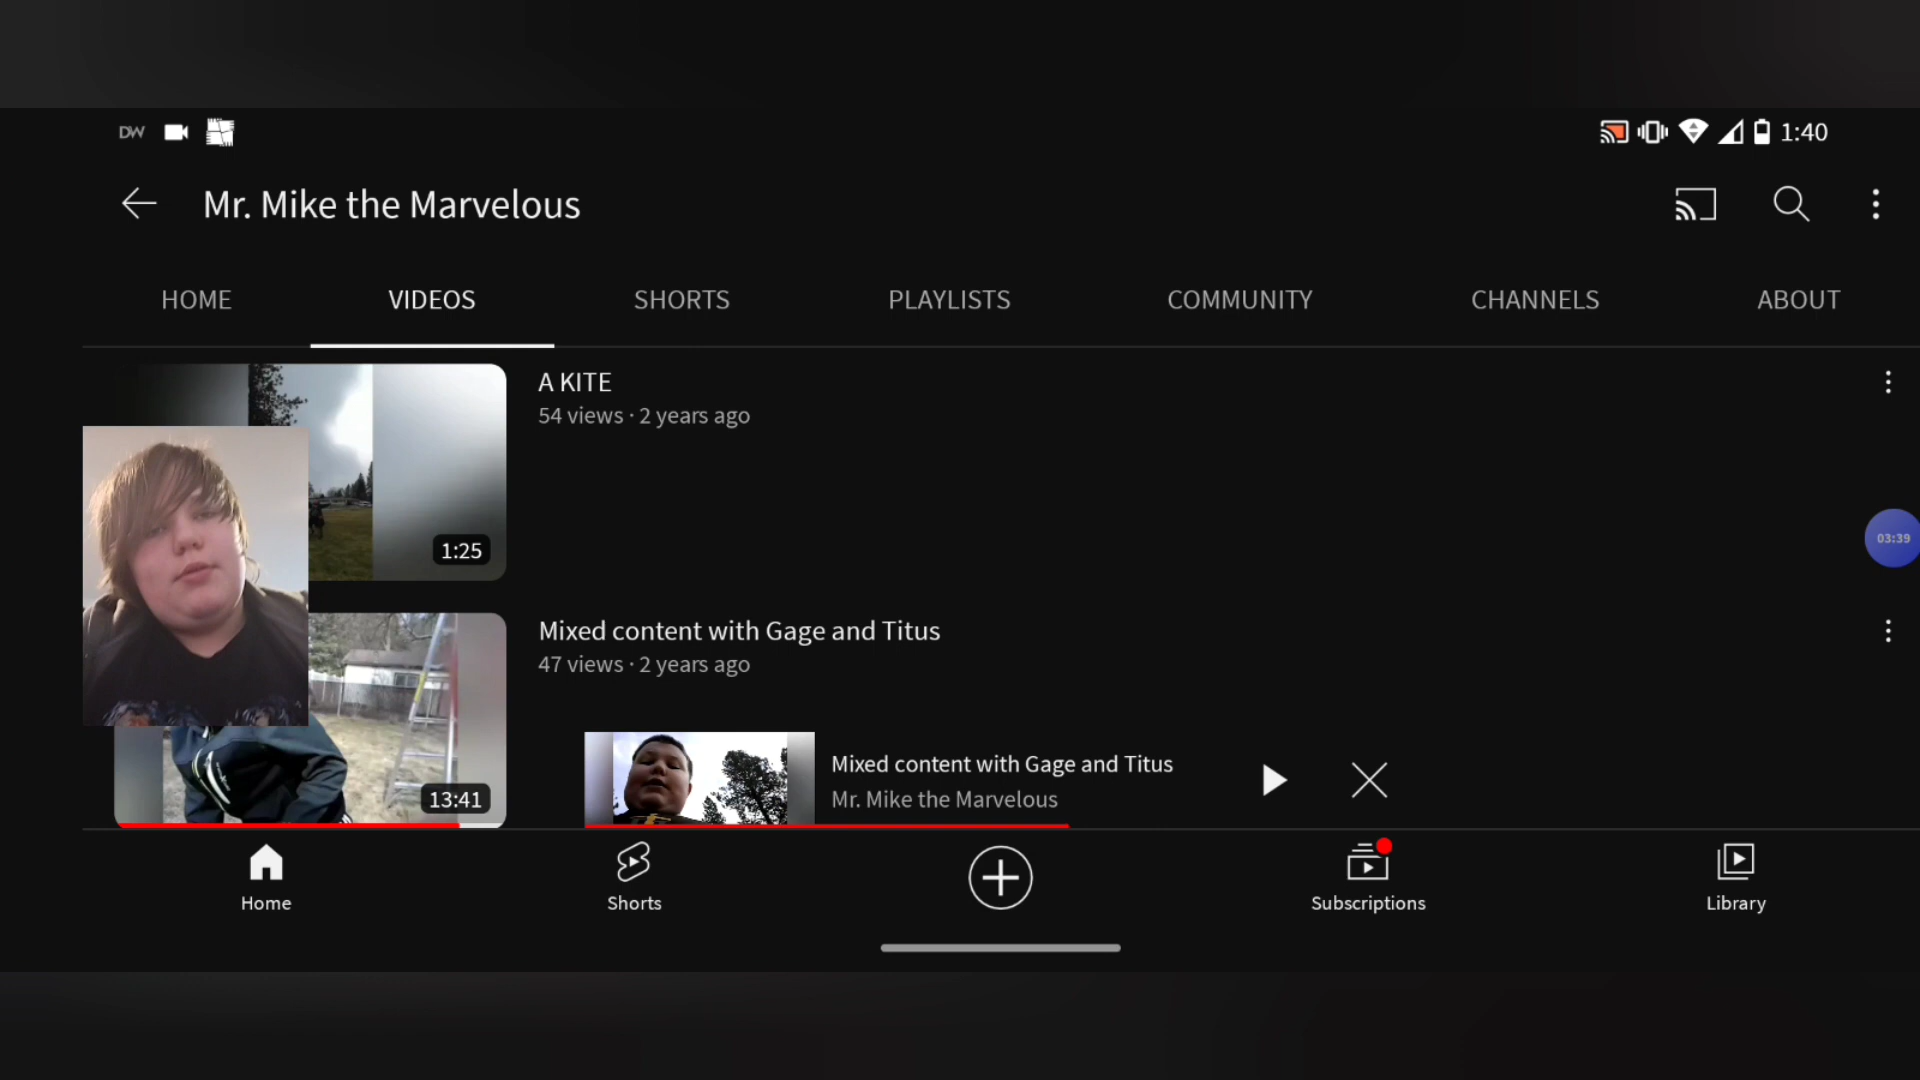 DW
1:40
Mr. Mike the Marvelous
HOME VIDEOS SHORTS PLAYLISTS COMMUNITY CHANNELS ABOUT
A KITE
54 views · 2 years ago
1:25
03:39
Mixed content with Gage and Titus
47 views · 2 years ago
13:41
Mixed content with Gage and Titus
Mr. Mike the Marvelous
Home Shorts Subscriptions Library